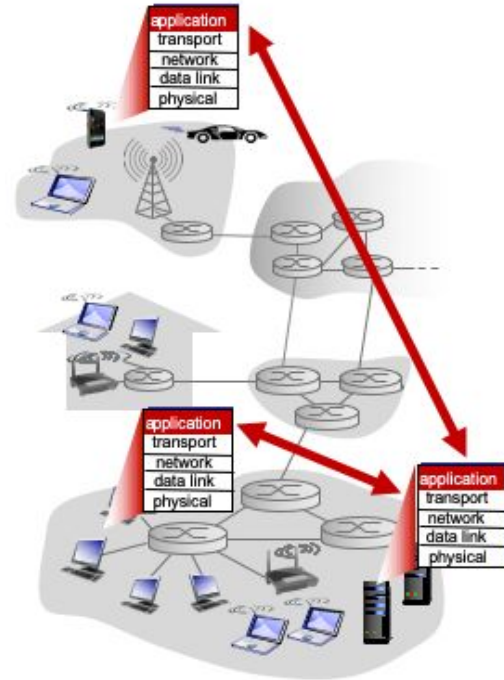 application
transport
network
data link
physical
application
transport
network
data link
physical
application
transport
network
data link
physical